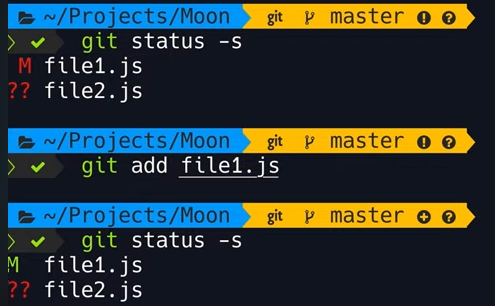 ~/Projects/Moon git master ! ?
git status -s
 M file1.js
?? file2.js
~/Projects/Moon git master ! ?
git add file1.js
~/Projects/Moon git master + ?
git status -s
M  file1.js
?? file2.js